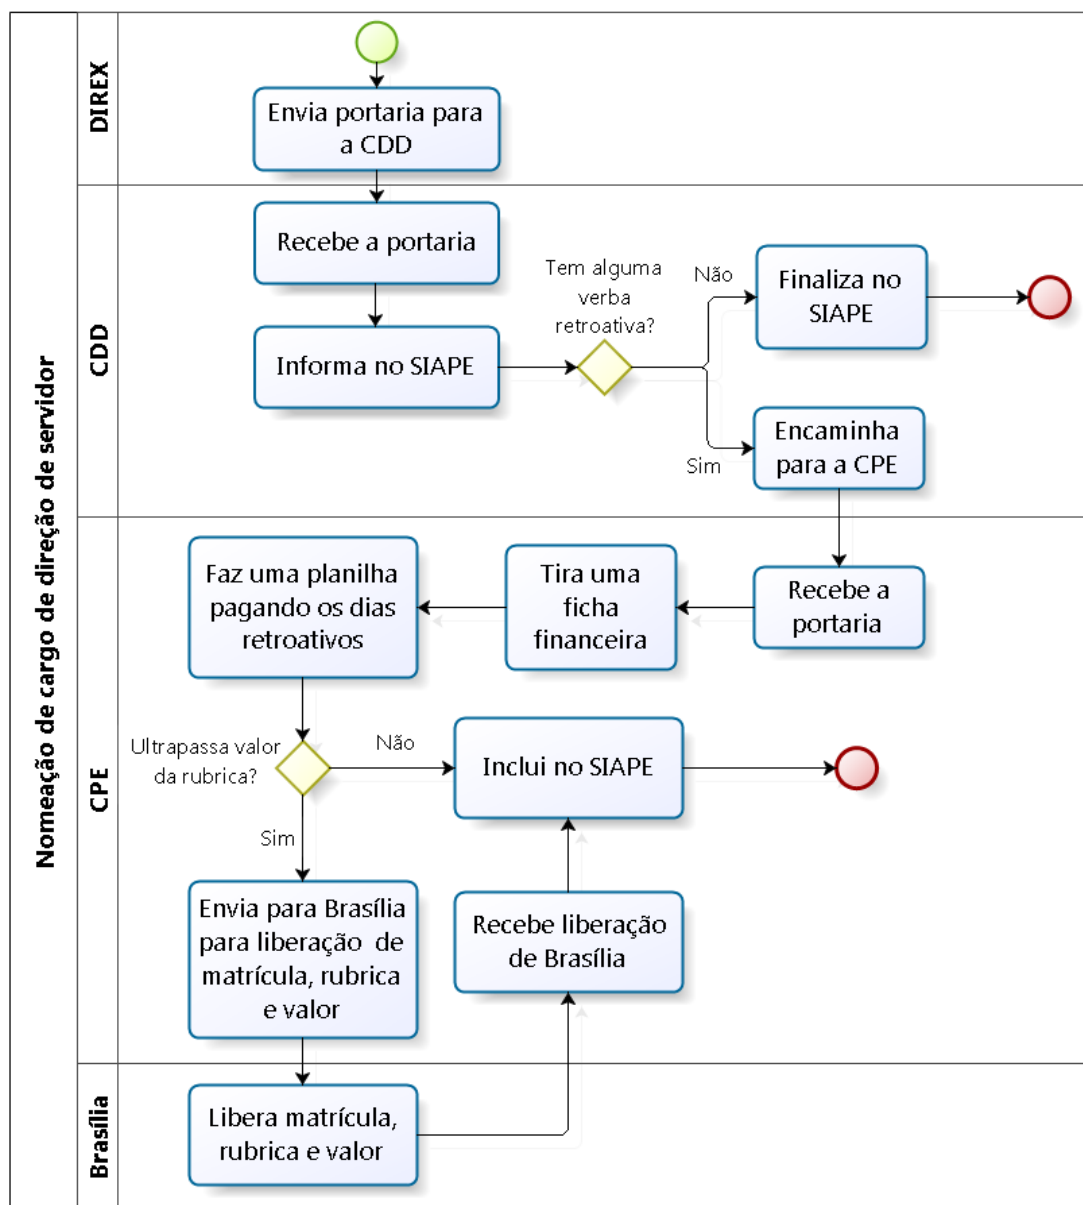 Nomeação de cargo de direção de servidor
DIREX
Envia portaria para
a CDD
CDD
Recebe a portaria
Informa no SIAPE
Tem alguma
verba
retroativa?
Não
Finaliza no
SIAPE
Sim
Encaminha
para a CPE
CPE
Recebe a
portaria
Tira uma
ficha
financeira
Faz uma planilha
pagando os dias
retroativos
Ultrapassa valor
da rubrica?
Não
Inclui no SIAPE
Sim
Envia para Brasília
para liberação de
matrícula, rubrica
e valor
Recebe liberação
de Brasília
Brasília
Libera matrícula,
rubrica e valor